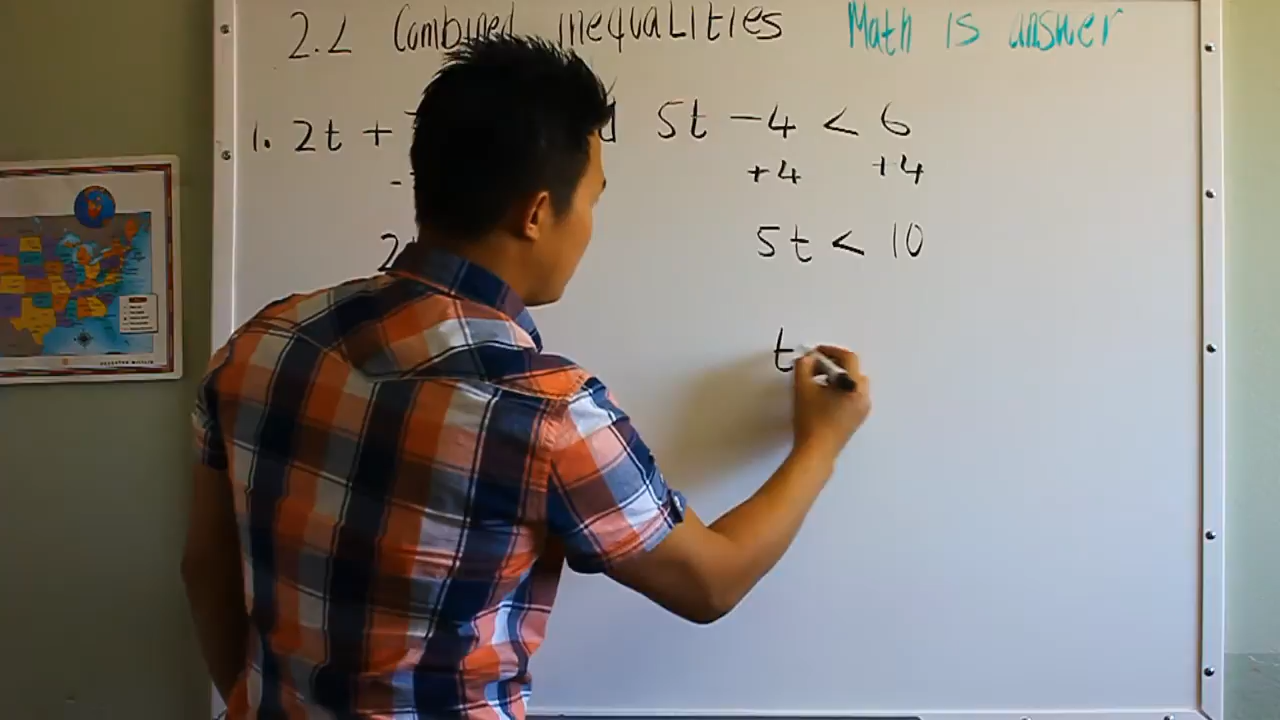 2.2 Combined inequalities Math is answer
1. 2t + 5t - 4 < 6
+4 +4
5t < 10
t